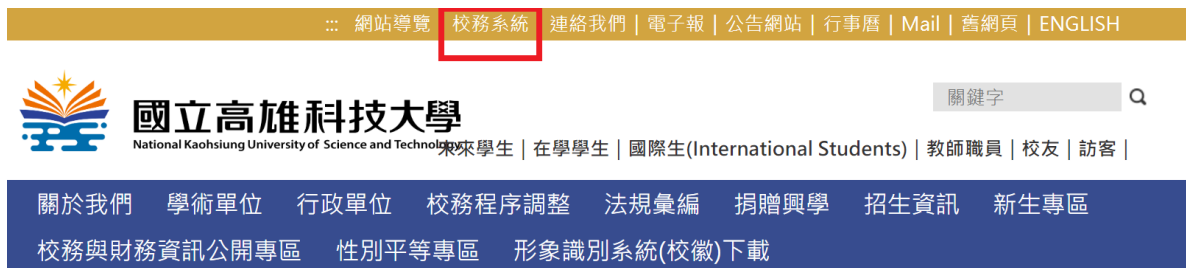 ::: 網站導覽 校務系統 連絡我們 | 電子報 | 公告網站 | 行事曆 | Mail | 舊網頁 | ENGLISH
關鍵字
國立高雄科技大學
National Kaohsiung University of Science and Technology
未來學生 | 在學學生 | 國際生(International Students) | 教師職員 | 校友 | 訪客 |
關於我們 學術單位 行政單位 校務程序調整 法規彙編 捐贈興學 招生資訊 新生專區
校務與財務資訊公開專區 性別平等專區 形象識別系統(校徽)下載